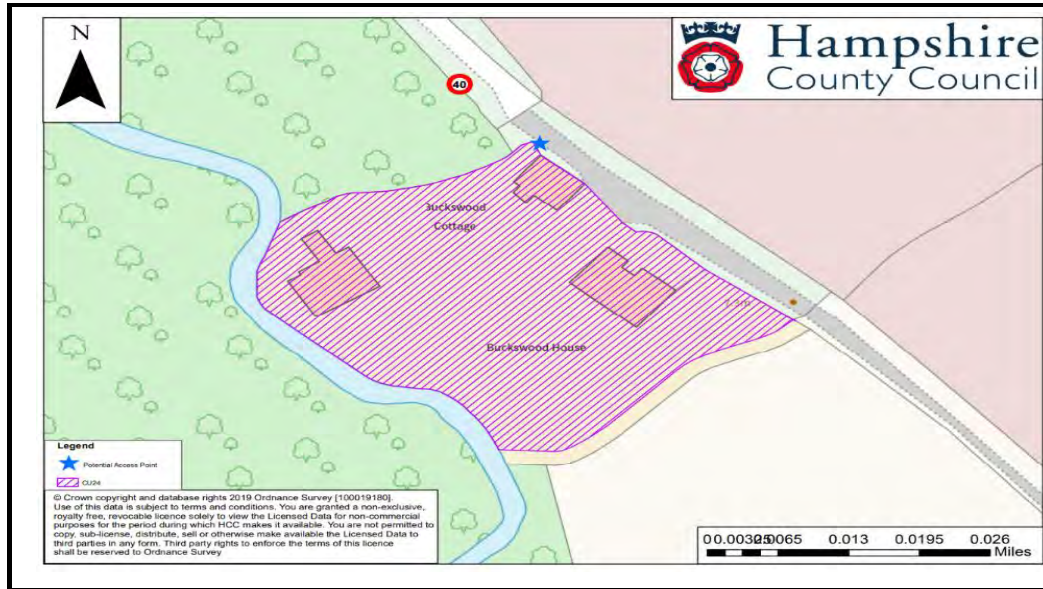 N
40
Hampshire
County Council
Buckswood
Cottage
Buckswood House
Legend
Potential Access Point
© Crown copyright and database rights 2019 Ordnance Survey [100019180].
Use of this data is subject to terms and conditions. You are granted a non-exclusive,
royalty free, revocable licence solely to view the Licensed Data for non-commercial
purposes for the period during which HCC makes it available. You are not permitted to
copy, sub-license, distribute, sell or otherwise make available the Licensed Data to
third parties in any form. Third party rights to enforce the terms of this licence
shall be reserved to Ordnance Survey
0 0.00325 0.0065 0.013 0.0195 0.026
Miles